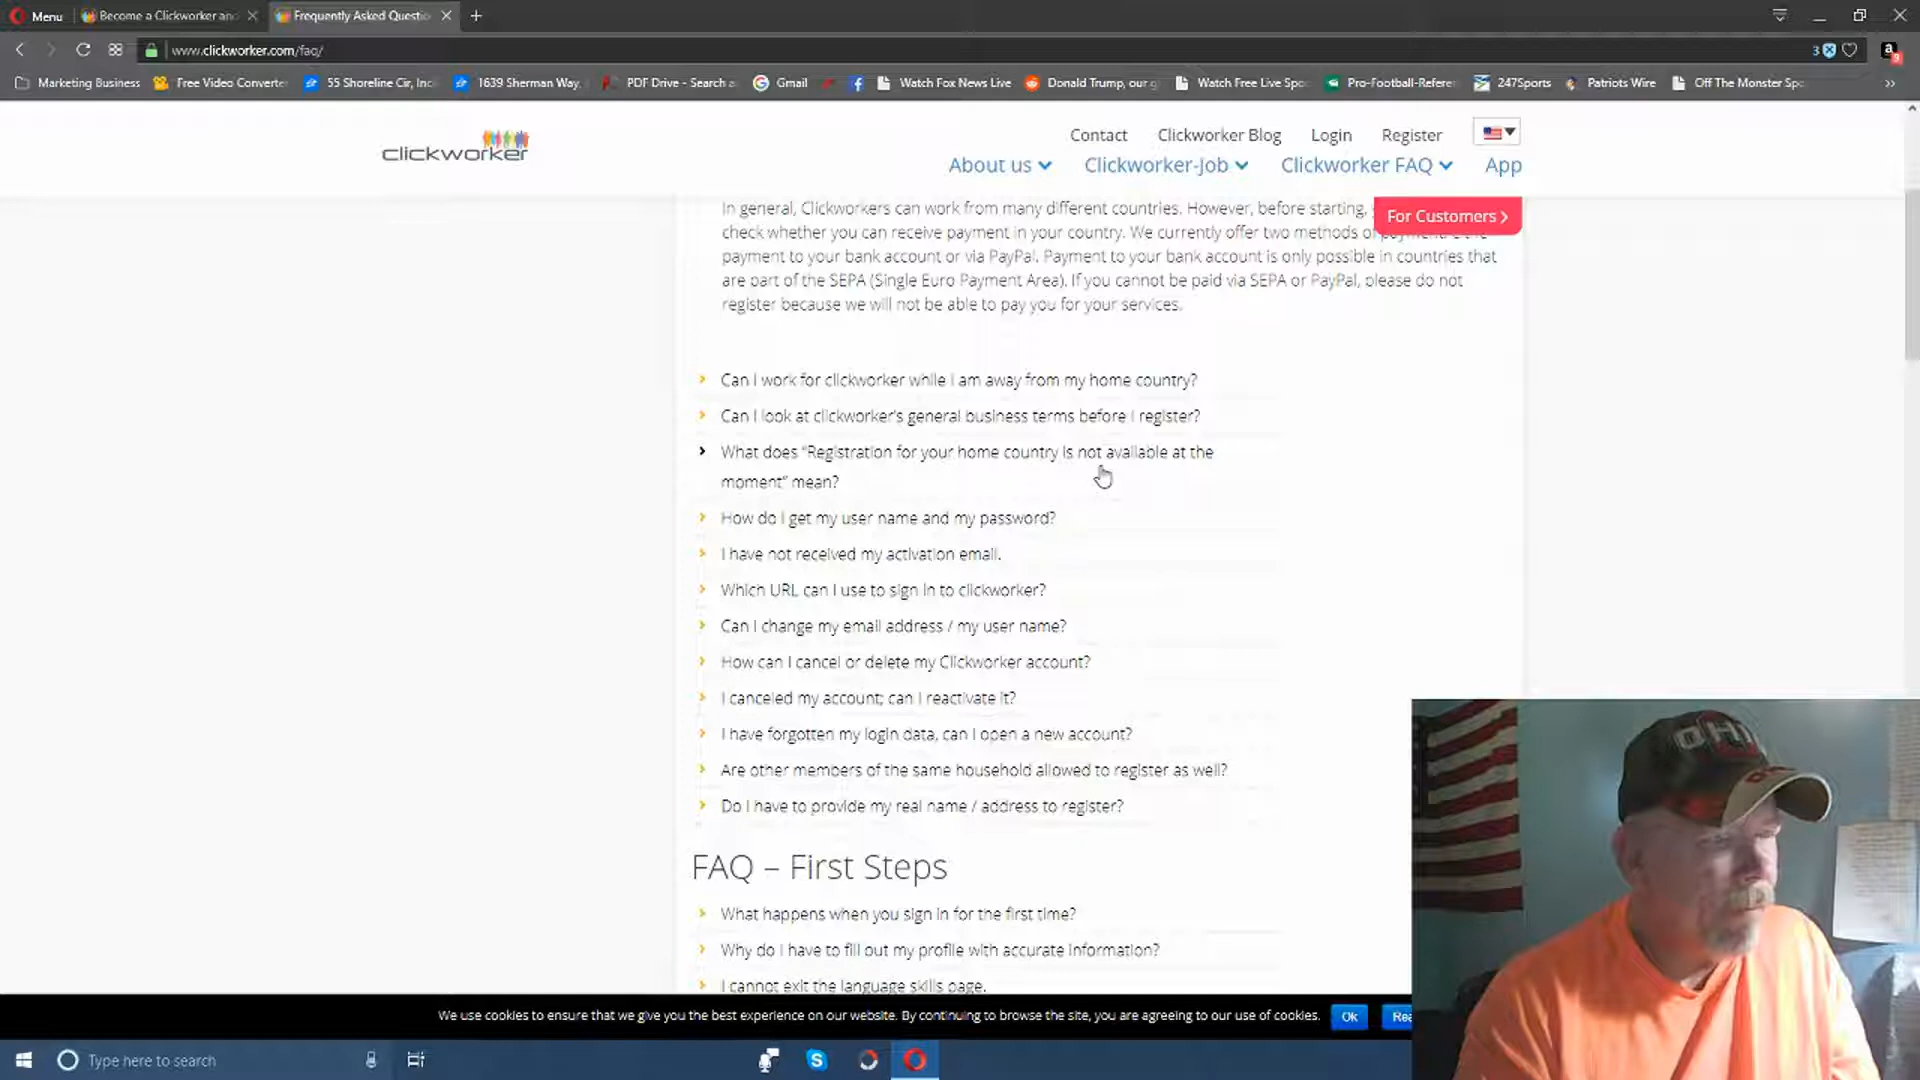 Menu
Become a Clickworker and
Frequently Asked Questi
www.clickworker.com/faq/
3
Marketing Business
Free Video Converte
55 Shoreline Cir, Inc
1639 Sherman Way,
PDF Drive - Search a
Gmail
Watch Fox News Live
Donald Trump, our g
Watch Free Live Spo
Pro-Football-Refere
247Sports
Patriots Wire
Off The Monster Sp
clickworker
Contact
Clickworker Blog
Login
Register
About us
Clickworker-Job
Clickworker FAQ
App
For Customers
In general, Clickworkers can work from many different countries. However, before starting,
check whether you can receive payment in your country. We currently offer two methods of
payment to your bank account or via PayPal. Payment to your bank account is only possible in countries that
are part of the SEPA (Single Euro Payment Area). If you cannot be paid via SEPA or PayPal, please do not
register because we will not be able to pay you for your services.
Can I work for clickworker while I am away from my home country?
Can I look at clickworker's general business terms before I register?
What does "Registration for your home country is not available at the
moment" mean?
How do I get my user name and my password?
I have not received my activation email.
Which URL can I use to sign in to clickworker?
Can I change my email address / my user name?
How can I cancel or delete my Clickworker account?
I canceled my account; can I reactivate it?
I have forgotten my login data, can I open a new account?
Are other members of the same household allowed to register as well?
Do I have to provide my real name / address to register?
FAQ – First Steps
What happens when you sign in for the first time?
Why do I have to fill out my profile with accurate information?
I cannot exit the language skills page.
We use cookies to ensure that we give you the best experience on our website. By continuing to browse the site, you are agreeing to our use of cookies.
Ok
Rea
Type here to search